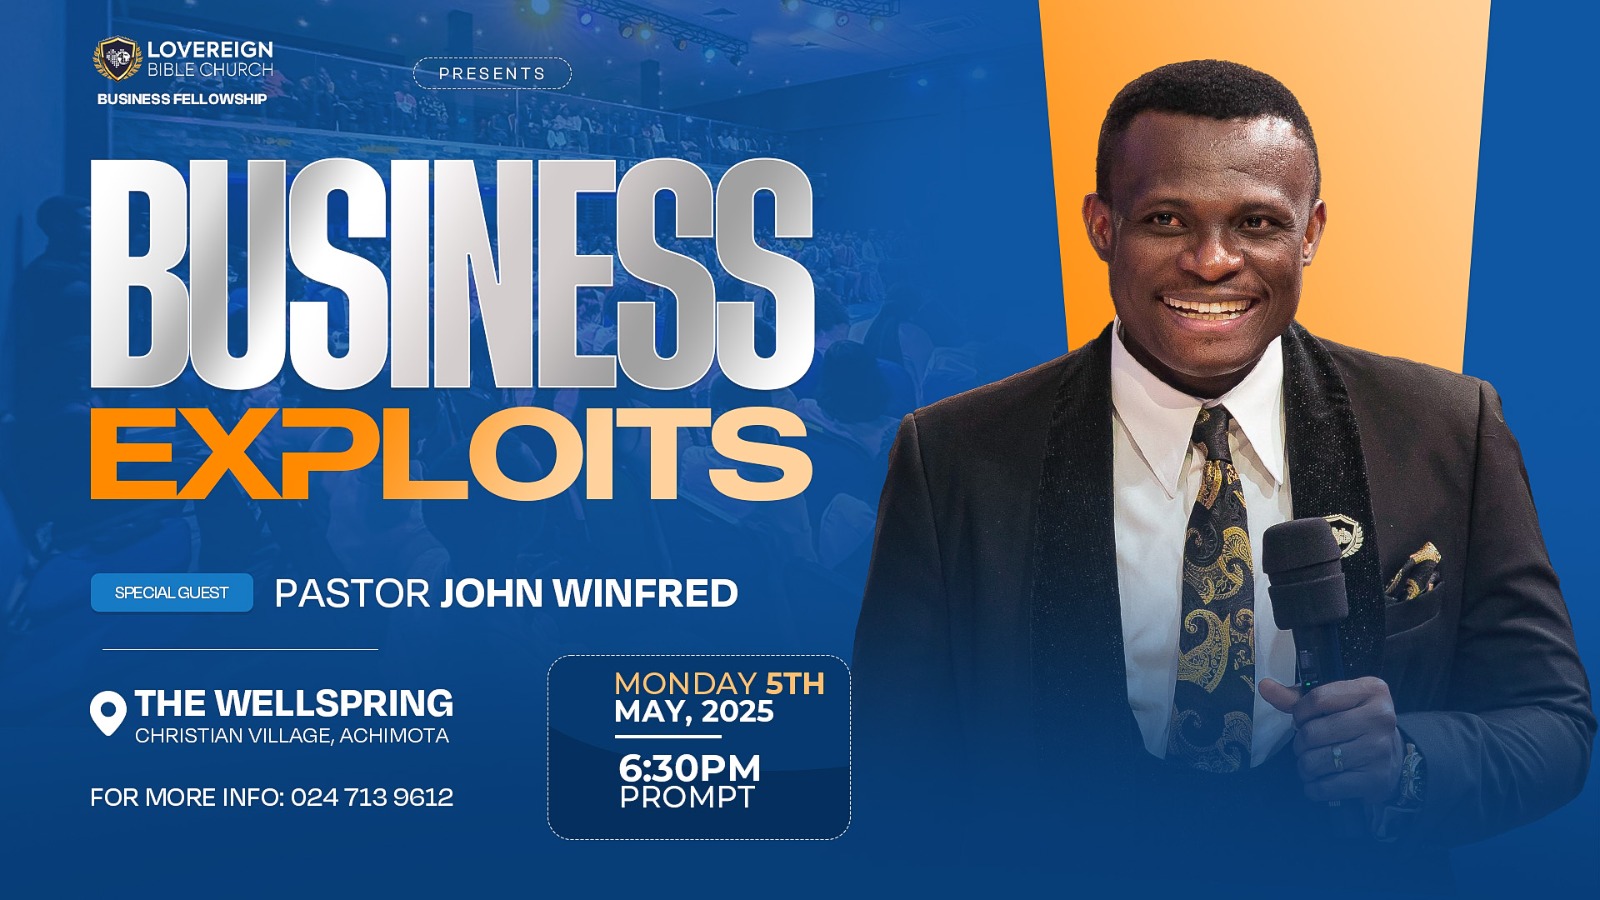 LOVEREIGN
BIBLE CHURCH
BUSINESS FELLOWSHIP
PRESENTS
BUSINESS
EXPLOITS
SPECIAL GUEST
PASTOR JOHN WINFRED
THE WELLSPRING
CHRISTIAN VILLAGE, ACHIMOTA
FOR MORE INFO: 024 713 9612
MONDAY 5TH
MAY, 2025
6:30PM
PROMPT